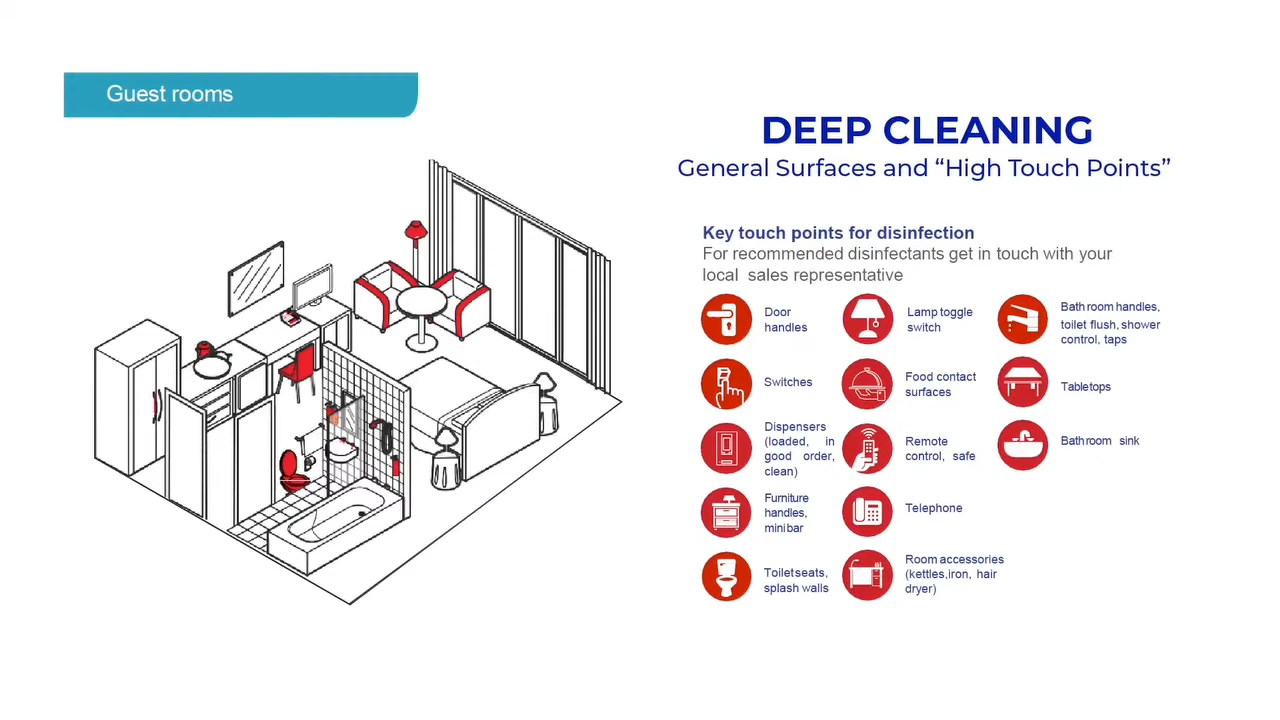 Guest rooms
DEEP CLEANING
General Surfaces and “High Touch Points”
Key touch points for disinfection
For recommended disinfectants get in touch with your
local sales representative
Door
handles
Switches
Dispensers
(loaded, in
good order,
clean)
Furniture
handles,
minibar
Toilet seats,
splash walls
Lamp toggle
switch
Food contact
surfaces
Remote
control, safe
Telephone
Room accessories
(kettles,iron, hair
dryer)
Bath room handles,
toilet flush, shower
control, taps
Tabletops
Bathroom sink